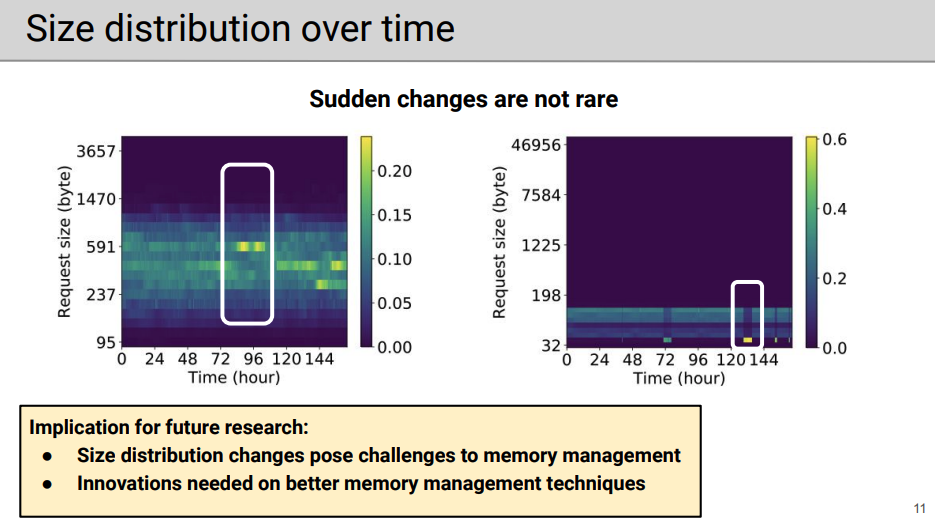 Size distribution over time
Sudden changes are not rare
3657
1470
591
237
95
Request size (byte)
0 24 48 72 96 120 144
Time (hour)
0.20
0.15
0.10
0.05
0.00
46956
7584
1225
198
32
Request size (byte)
0 24 48 72 96 120 144
Time (hour)
0.6
0.4
0.2
0.0
Implication for future research:
● Size distribution changes pose challenges to memory management
● Innovations needed on better memory management techniques
11